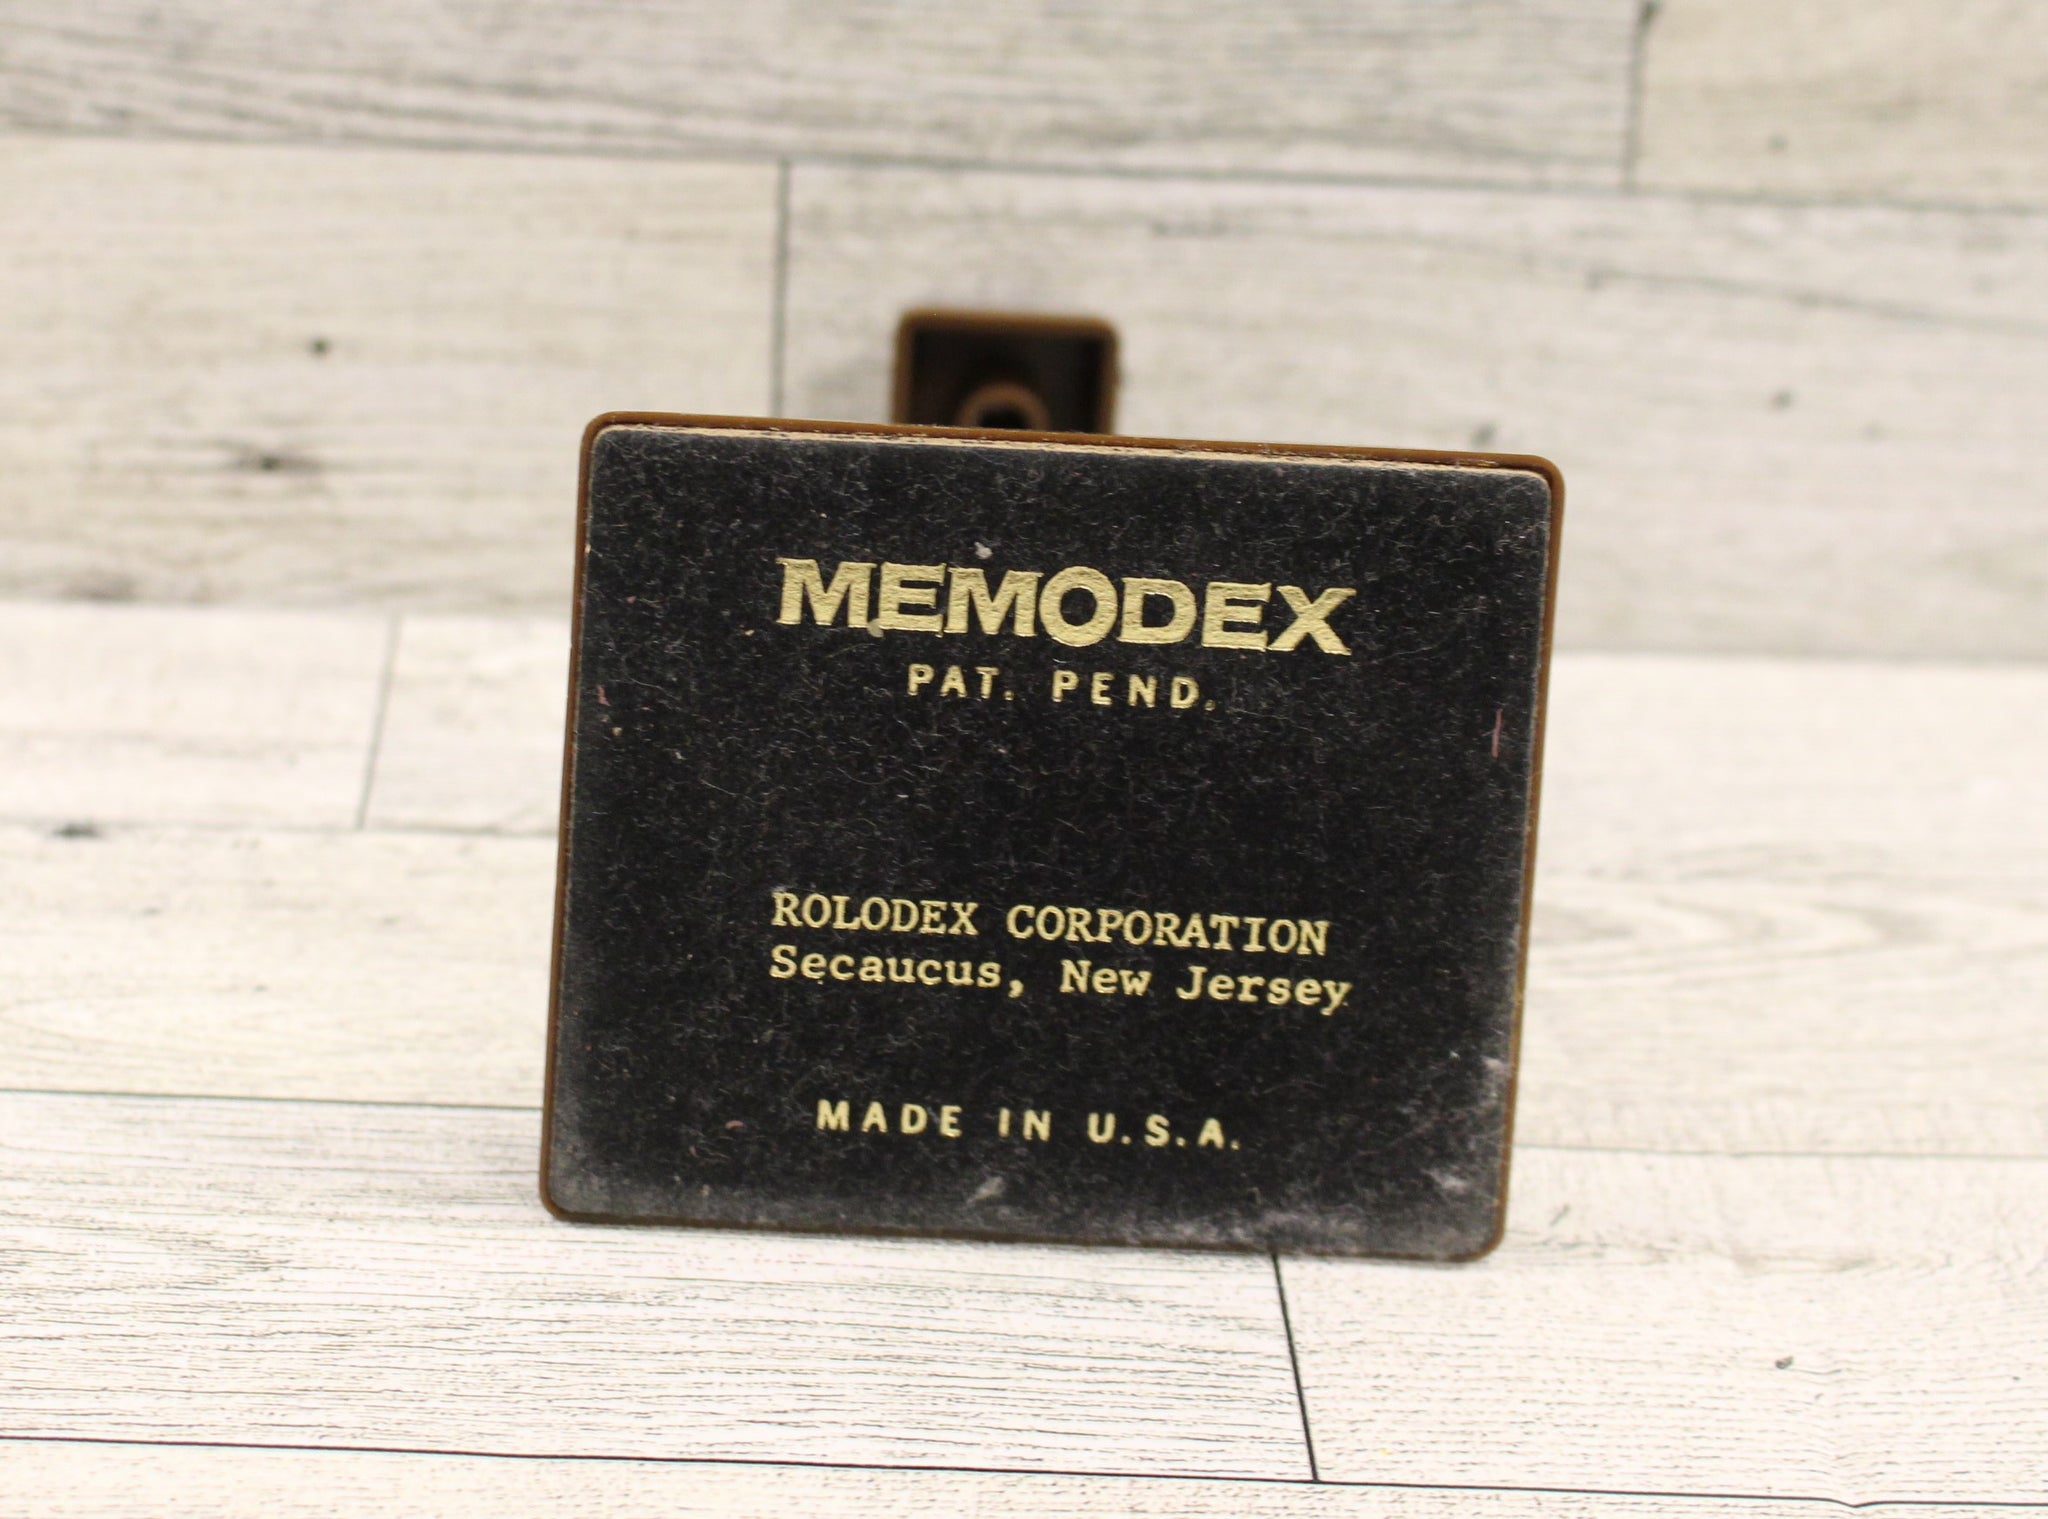 MEMODEX
PAT. PEND.
ROLODEX CORPORATION
Secaucus, New Jersey
MADE IN U.S.A.